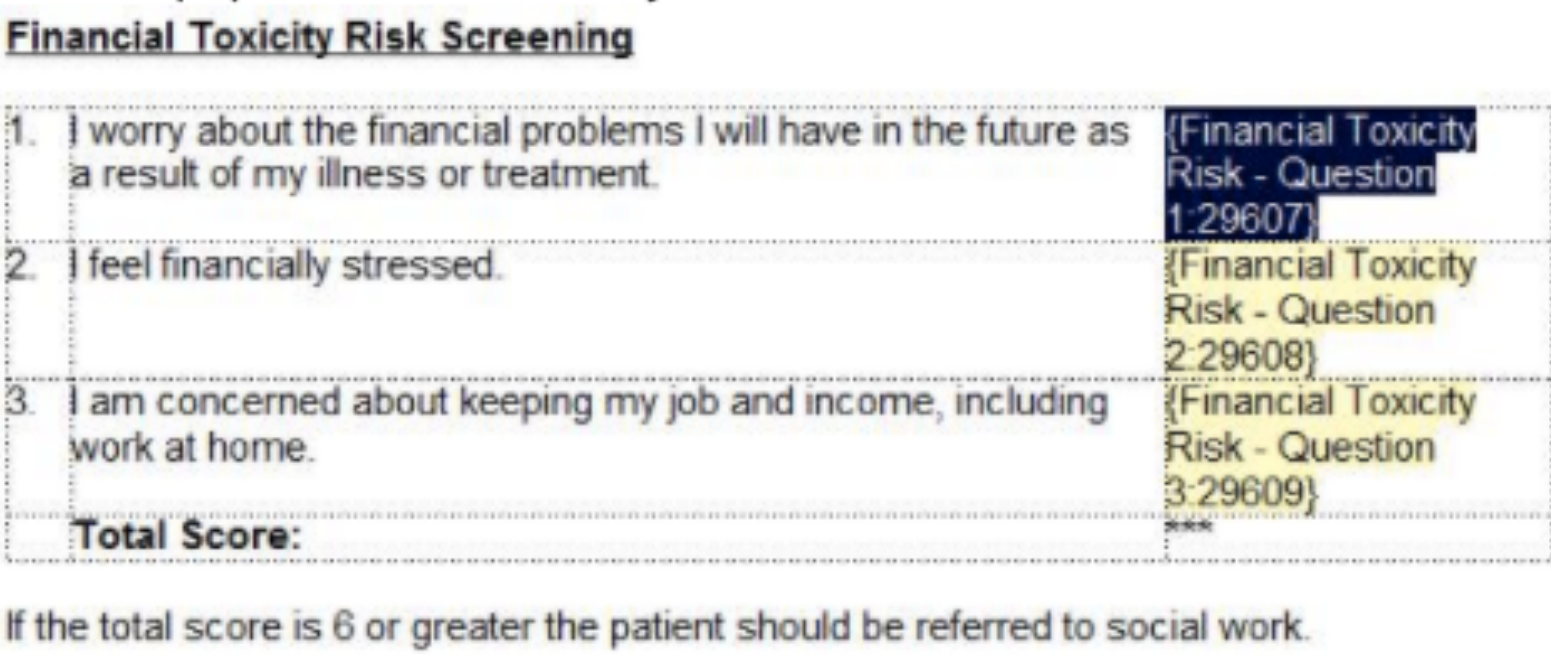 Financial Toxicity Risk Screening
1. I worry about the financial problems I will have in the future as
a result of my illness or treatment.
{Financial Toxicity
Risk - Question
1:29607}
2. I feel financially stressed.
{Financial Toxicity
Risk - Question
2:29608}
3. I am concerned about keeping my job and income, including
work at home.
{Financial Toxicity
Risk - Question
3:29609}
Total Score:
***
If the total score is 6 or greater the patient should be referred to social work.